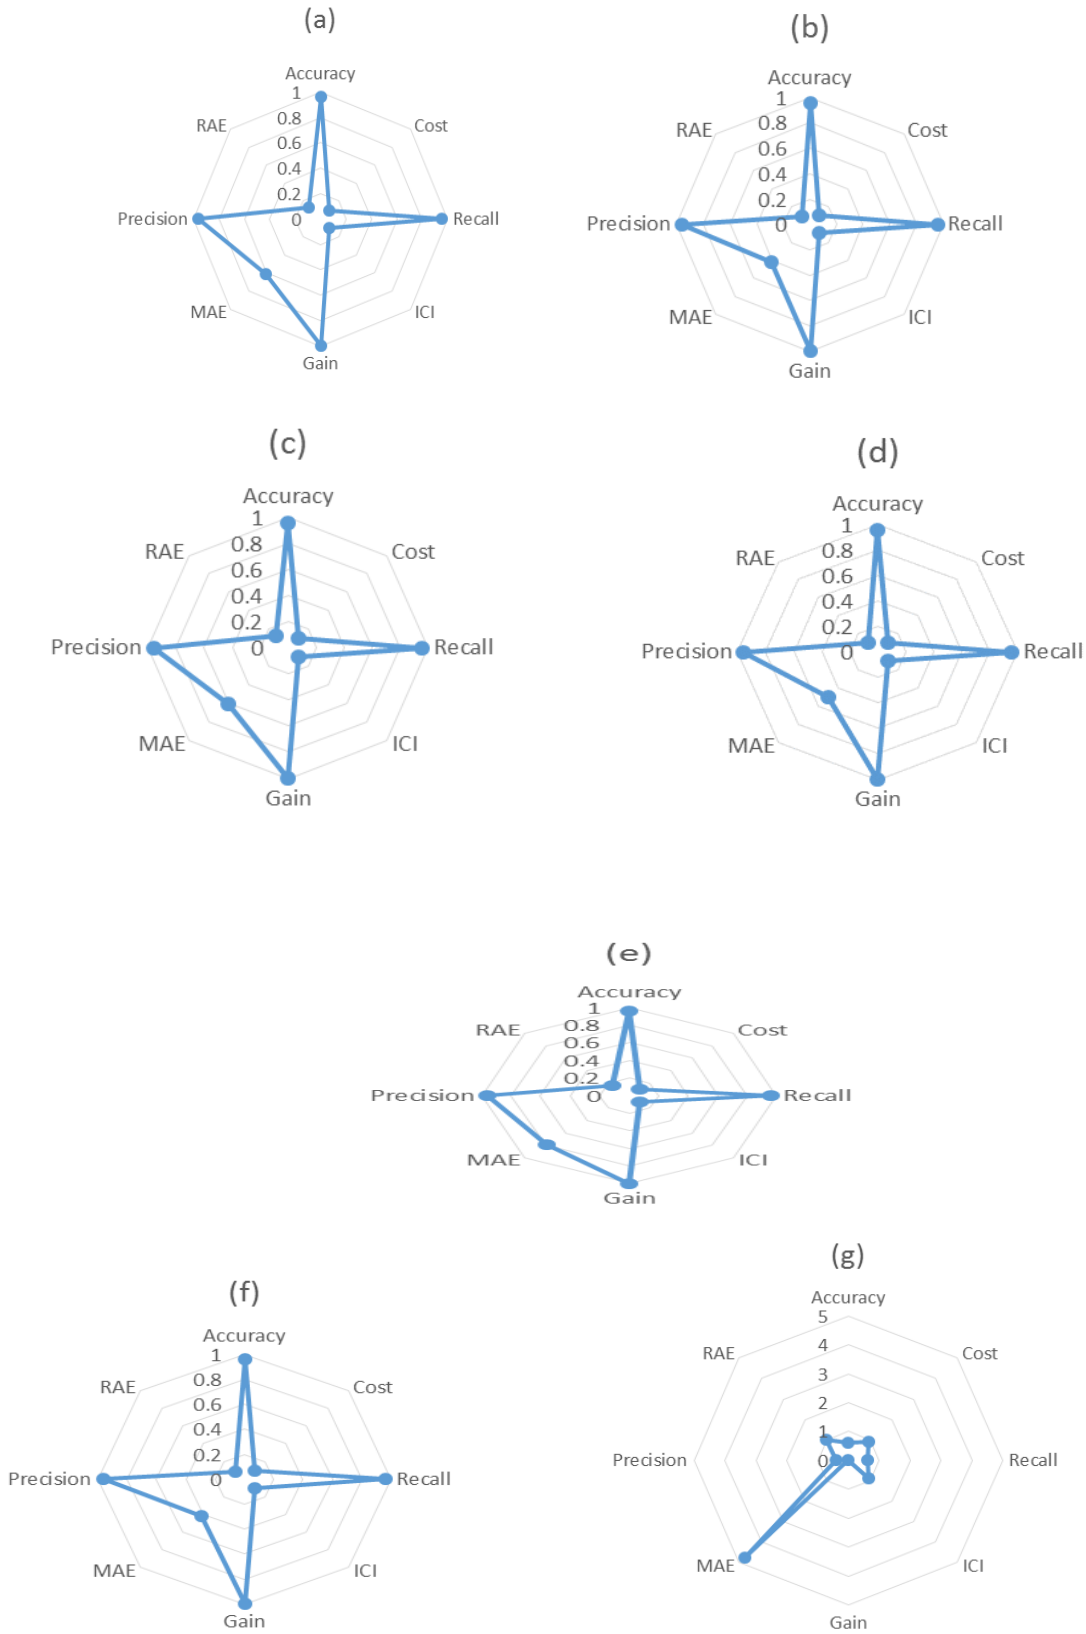 (a)
Accuracy
1
0.8
0.6
0.4
0.2
0
RAE
Cost
Precision
Recall
MAE
ICI
Gain
(b)
Accuracy
1
0.8
0.6
0.4
0.2
0
RAE
Cost
Precision
Recall
MAE
ICI
Gain
(c)
Accuracy
1
0.8
0.6
0.4
0.2
0
RAE
Cost
Precision
Recall
MAE
ICI
Gain
(d)
Accuracy
1
0.8
0.6
0.4
0.2
0
RAE
Cost
Precision
Recall
MAE
ICI
Gain
(e)
Accuracy
1
0.8
0.6
0.4
0.2
0
RAE
Cost
Precision
Recall
MAE
ICI
Gain
(f)
Accuracy
1
0.8
0.6
0.4
0.2
0
RAE
Cost
Precision
Recall
MAE
ICI
Gain
(g)
Accuracy
5
4
3
2
1
0
RAE
Cost
Precision
Recall
MAE
ICI
Gain